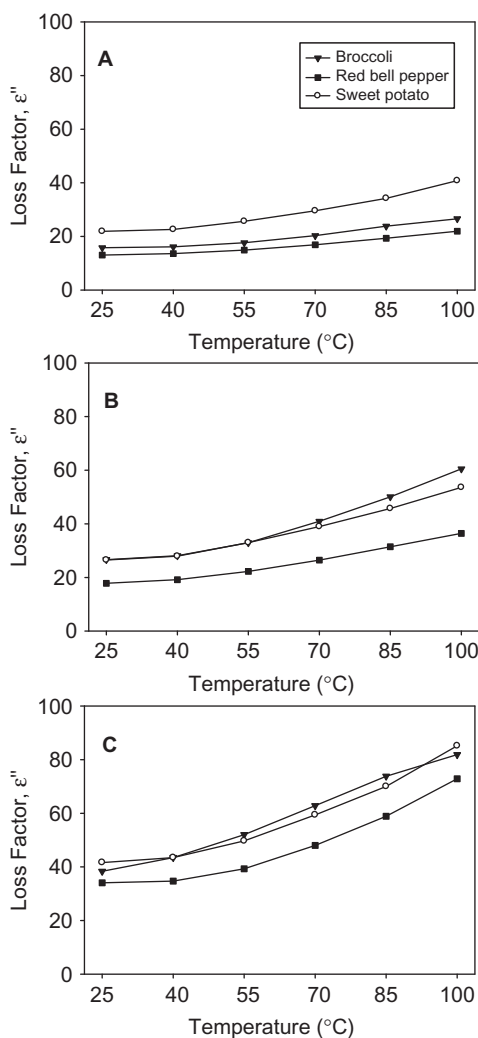 100
A
Broccoli
Red bell pepper
Sweet potato
80
60
40
20
0
Loss Factor, ε"
25 40 55 70 85 100
Temperature (°C)
100
B
80
60
40
20
0
Loss Factor, ε"
25 40 55 70 85 100
Temperature (°C)
100
C
80
60
40
20
0
Loss Factor, ε"
25 40 55 70 85 100
Temperature (°C)